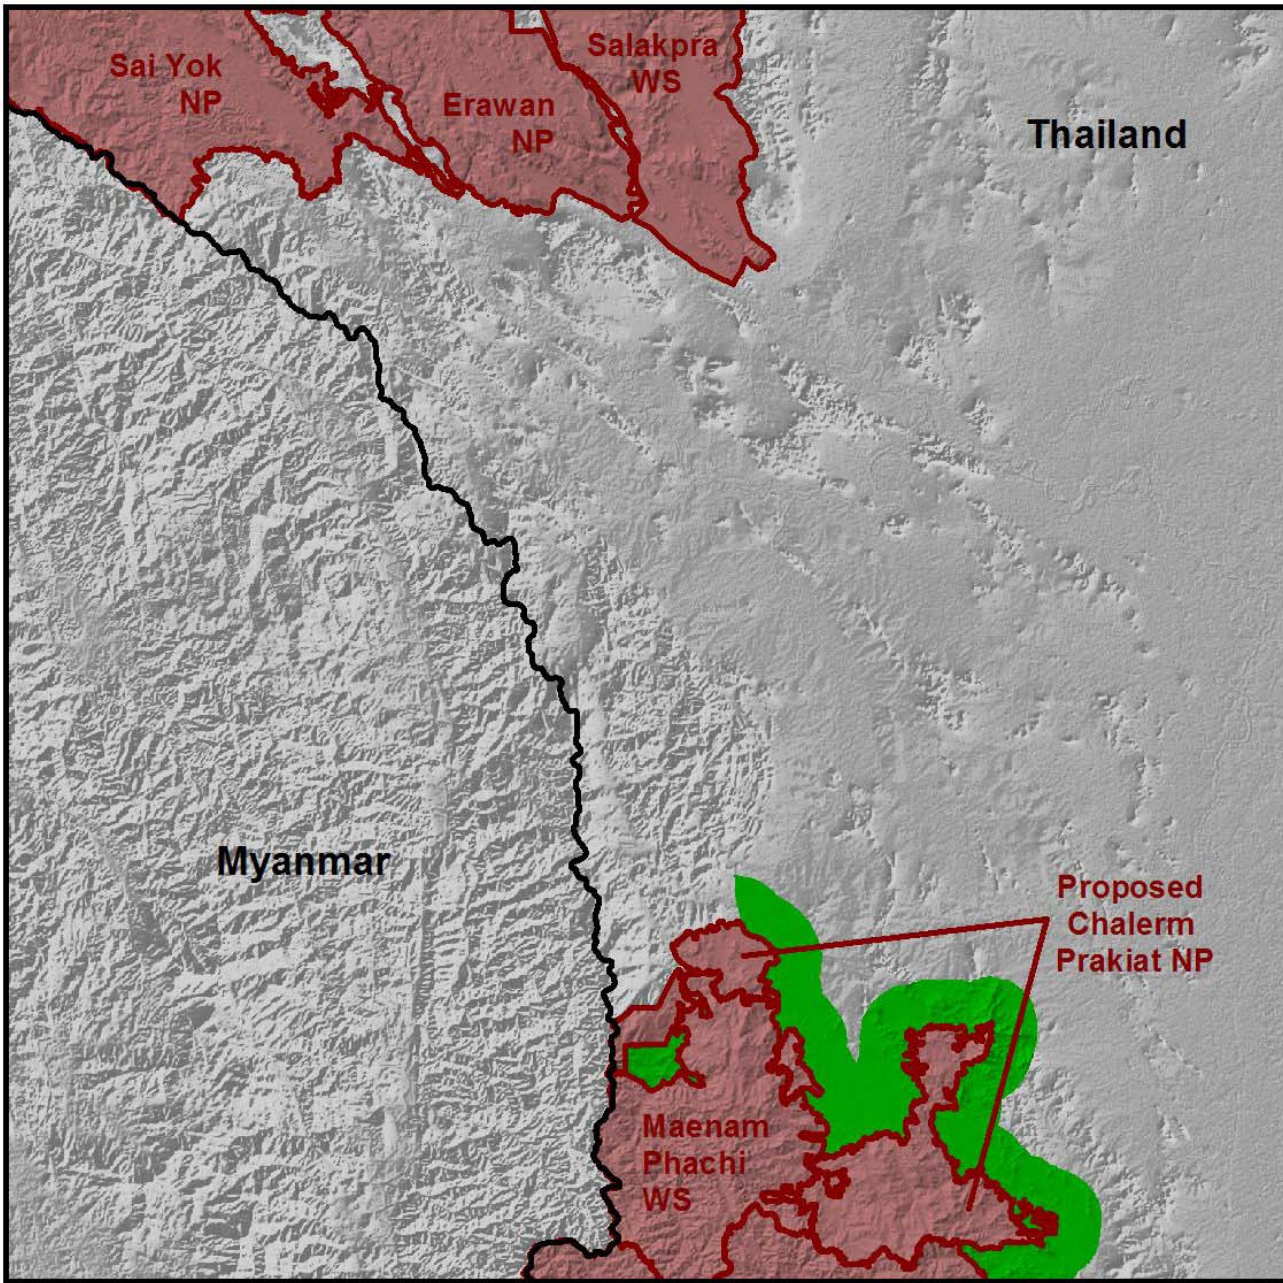 Salakpra
WS
Sai Yok
NP
Erawan
NP
Thailand
Myanmar
Proposed
Chalerm
Prakiat NP
Maenam
Phachi
WS